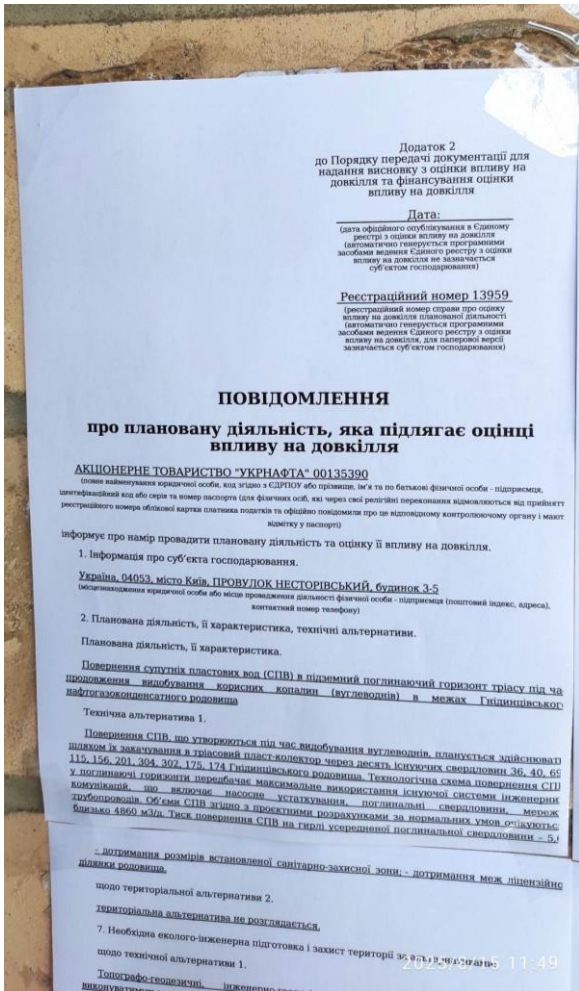 Додаток 2
до Порядку передачі документації для
надання висновку з оцінки впливу на
довкілля та фінансування оцінки
впливу на довкілля
Дата:
(дата офіційного опублікування в Єдиному
реєстрі з оцінки впливу на довкілля
(автоматично генерується програмними
засобами ведення Єдиного реєстру з оцінки
впливу на довкілля не зазначається
суб'єктом господарювання)
Реєстраційний номер 13959
(реєстраційний номер справи про оцінку
впливу на довкілля планованої діяльності
(автоматично генерується програмними
засобами ведення Єдиного реєстру з оцінки
впливу на довкілля, для паперової версії
зазначається суб'єктом господарювання)
ПОВІДОМЛЕННЯ
про плановану діяльність, яка підлягає оцінці
впливу на довкілля
АКЦІОНЕРНЕ ТОВАРИСТВО "УКРНАФТА" 00135390
(повне найменування юридичної особи, код згідно з ЄДРПОУ або прізвище, ім'я та по батькові фізичної особи - підприємця,
ідентифікаційний код або серія та номер паспорта (для фізичних осіб, які через свої релігійні переконання відмовляються від прийнятт
реєстраційного номера облікової картки платника податків та офіційно повідомили про це відповідному контролюючому органу і мають
відмітку у паспорті)
інформує про намір провадити плановану діяльність та оцінку її впливу на довкілля.
1. Інформація про суб'єкта господарювання.
Україна, 04053, місто Київ, ПРОВУЛОК НЕСТОРІВСЬКИЙ, будинок 3-5
(місцезнаходження юридичної особи або місце провадження діяльності фізичної особи - підприємця (поштовий індекс, адреса),
контактний номер телефону)
2. Планована діяльність, її характеристика, технічні альтернативи.
Планована діяльність, її характеристика.
Повернення супутніх пластових вод (СПВ) в підземний поглинаючий горизонт тріасу під ча
продовження видобування корисних копалин (вуглеводнів) в межах Гнідинцівськог
нафтогазоконденсатного родовища
Технічна альтернатива 1.
Повернення СПВ, що утворюються під час видобування вуглеводнів, планується здійснюват
шляхом їх закачування в тріасовий пласт-колектор через десять існуючих свердловин 36, 40, 69
115, 156, 201, 304, 302, 175, 174 Гнідинцівського родовища. Технологічна схема повернення СП
у поглинаючі горизонти передбачає максимальне використання існуючої системи інженерни
комунікацій, що включає насосне устаткування, поглинальні свердловини, мереж
трубопроводів. Об'єми СПВ згідно з проєктними розрахунками за нормальних умов очікуютьс
близько 4860 м3/д. Тиск повернення СПВ на гирлі усередненої поглинальної свердловини – 5,
- дотримання розмірів встановленої санітарно-захисної зони; - дотримання меж ліцензійно
ділянки родовища.
щодо територіальної альтернативи 2.
територіальна альтернатива не розглядається.
7. Необхідна еколого-інженерна підготовка і захист території за
щодо технічної альтернативи 1.
Топографо-геодезичні,
2023/8/15 11:49